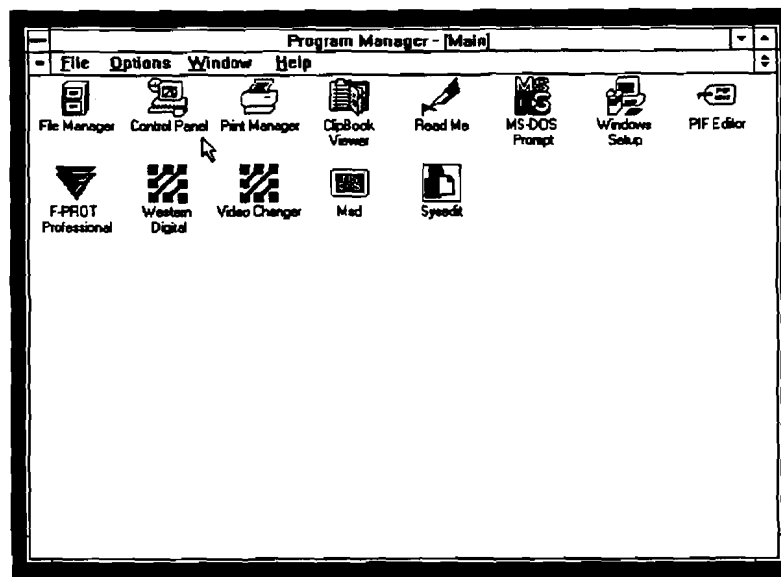 Program Manager - [Main]
File Options Window Help
File Manager Control Panel Print Manager ClipBook Viewer Read Me MS-DOS Prompt Windows Setup PIF Editor
F-PROT Professional Western Digital Video Changer Msd Sysedit